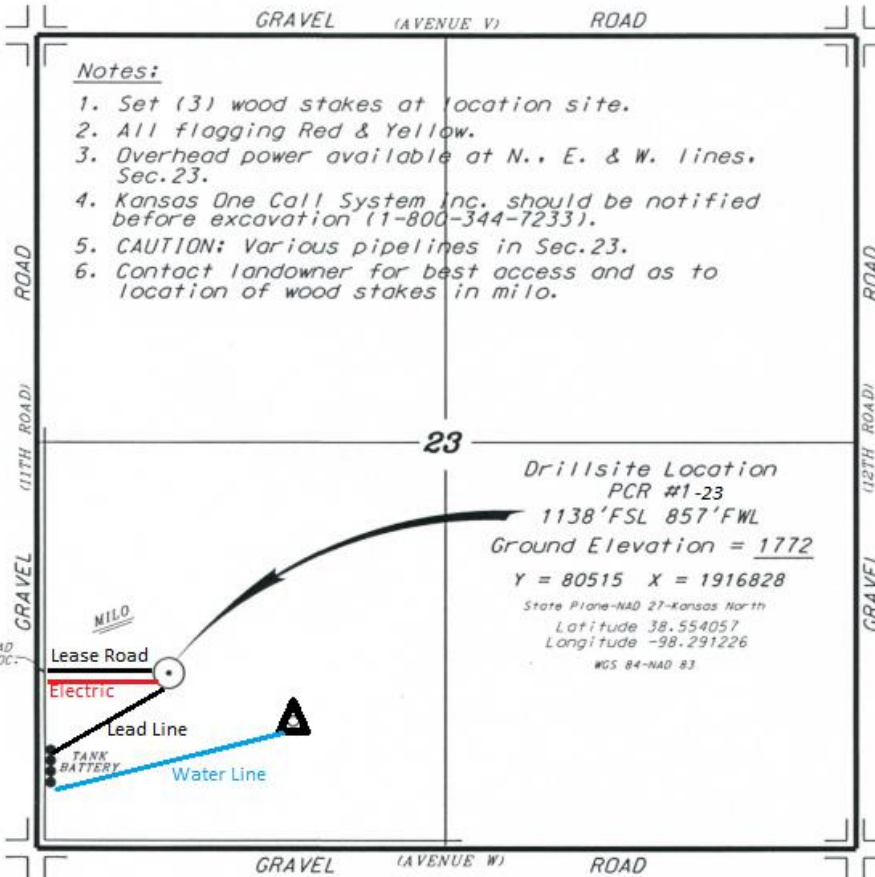 GRAVEL (AVENUE V) ROAD
Notes:
1. Set (3) wood stakes at location site.
2. All flagging Red & Yellow.
3. Overhead power available at N., E. & W. lines,
Sec.23.
4. Kansas One Call System inc. should be notified
before excavation (1-800-344-7233).
5. CAUTION: Various pipelines in Sec.23.
6. Contact landowner for best access and as to
location of wood stakes in milo.
ROAD
ROAD
(11TH ROAD)
(12TH ROAD)
23
Drillsite Location
PCR #1-23
1138'FSL 857'FWL
Ground Elevation = 1772
Y = 80515 X = 1916828
State Plane-NAD 27-Kansas North
Latitude 38.554057
Longitude -98.291226
WGS 84-NAD 83
GRAVEL
GRAVEL
MILO
Lease Road
Electric
Lead Line
TANK
BATTERY
Water Line
GRAVEL (AVENUE W) ROAD